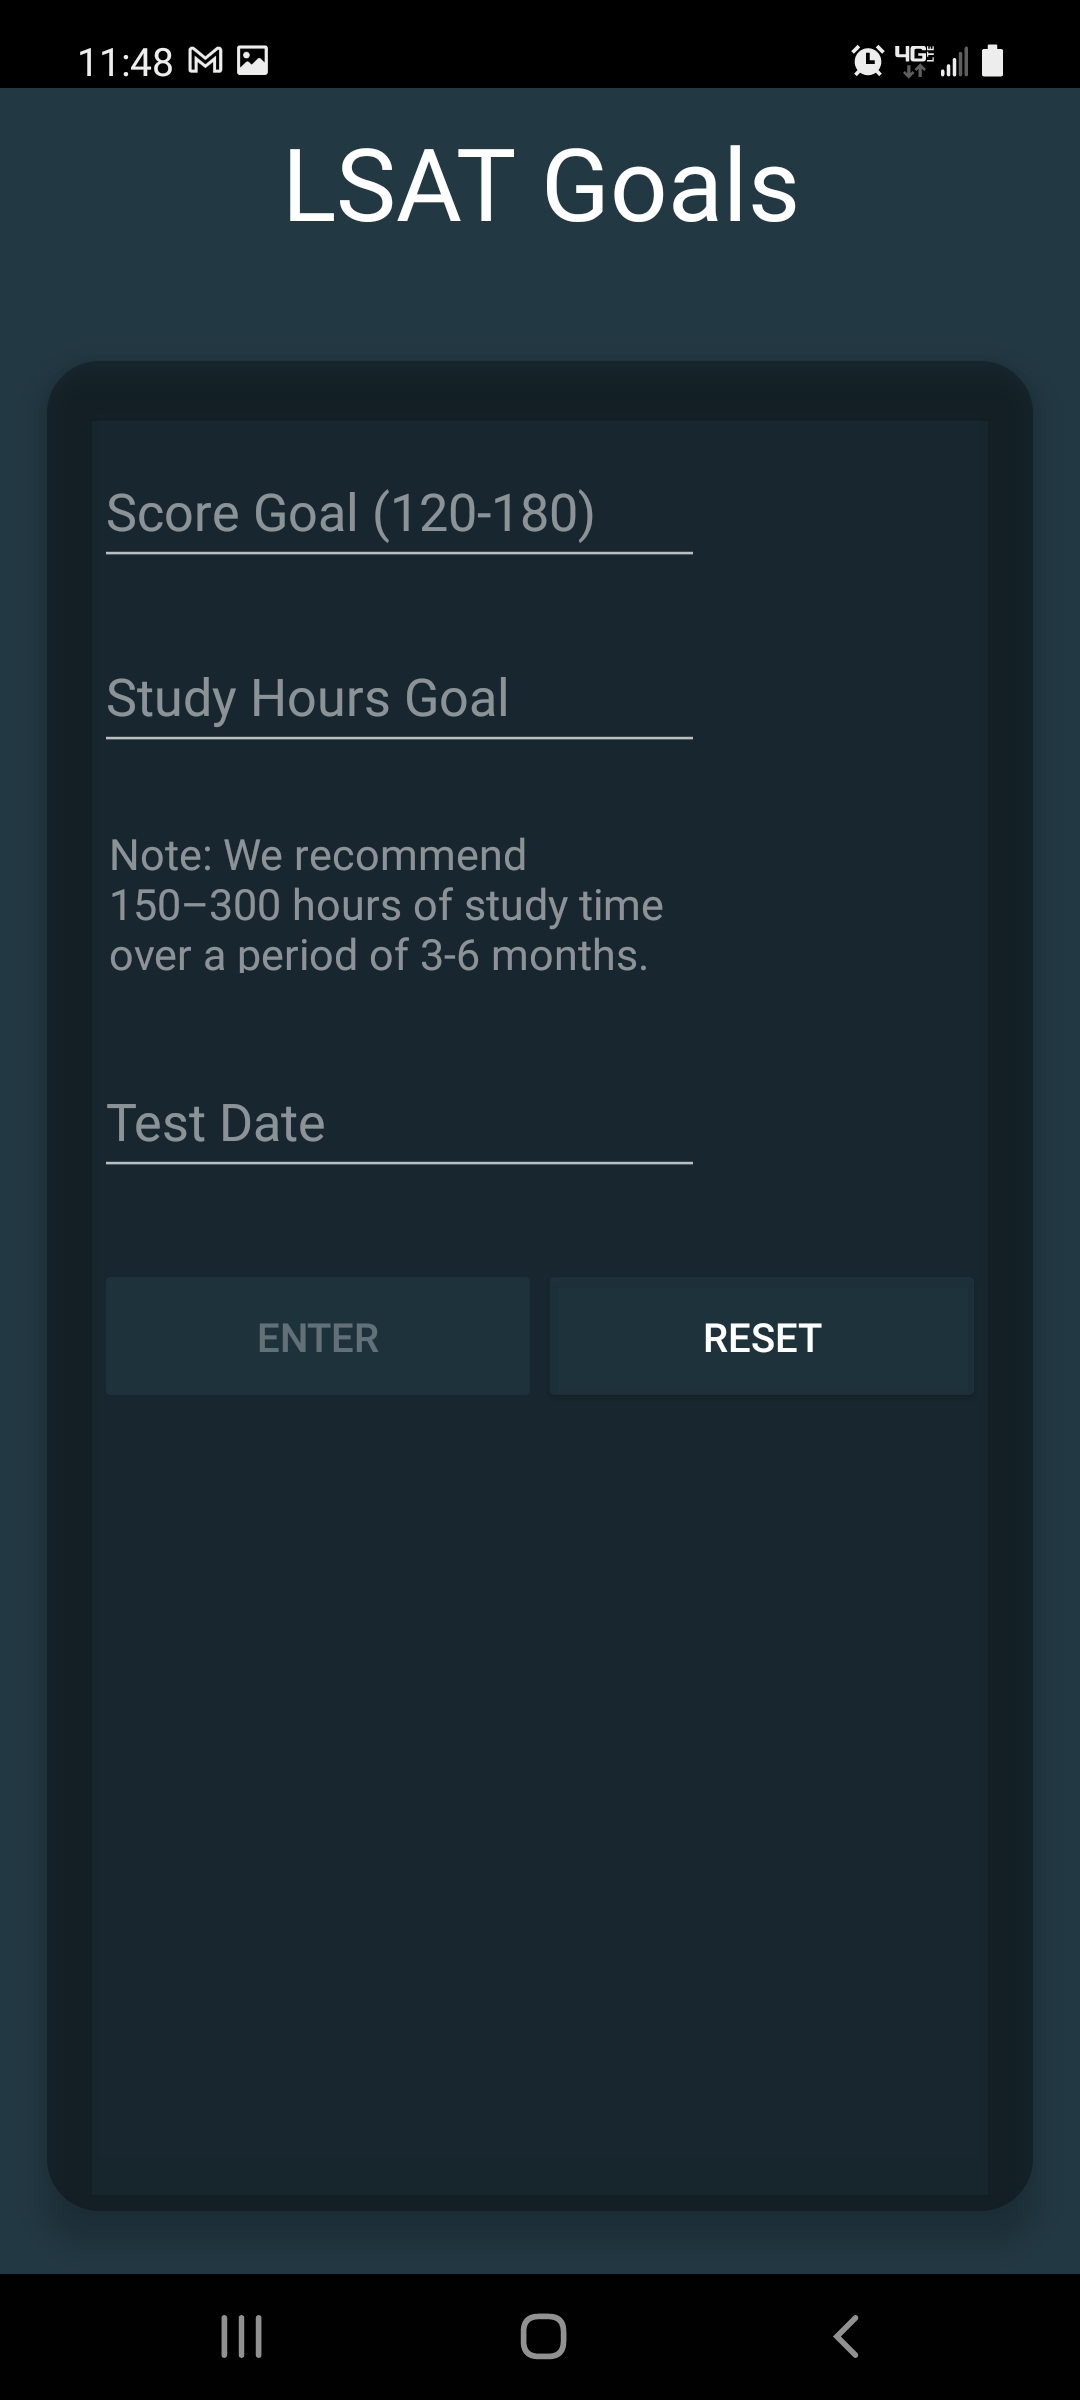 11:48
4G LTE
LSAT Goals
Score Goal (120-180)
Study Hours Goal
Note: We recommend
150–300 hours of study time
over a period of 3-6 months.
Test Date
ENTER
RESET